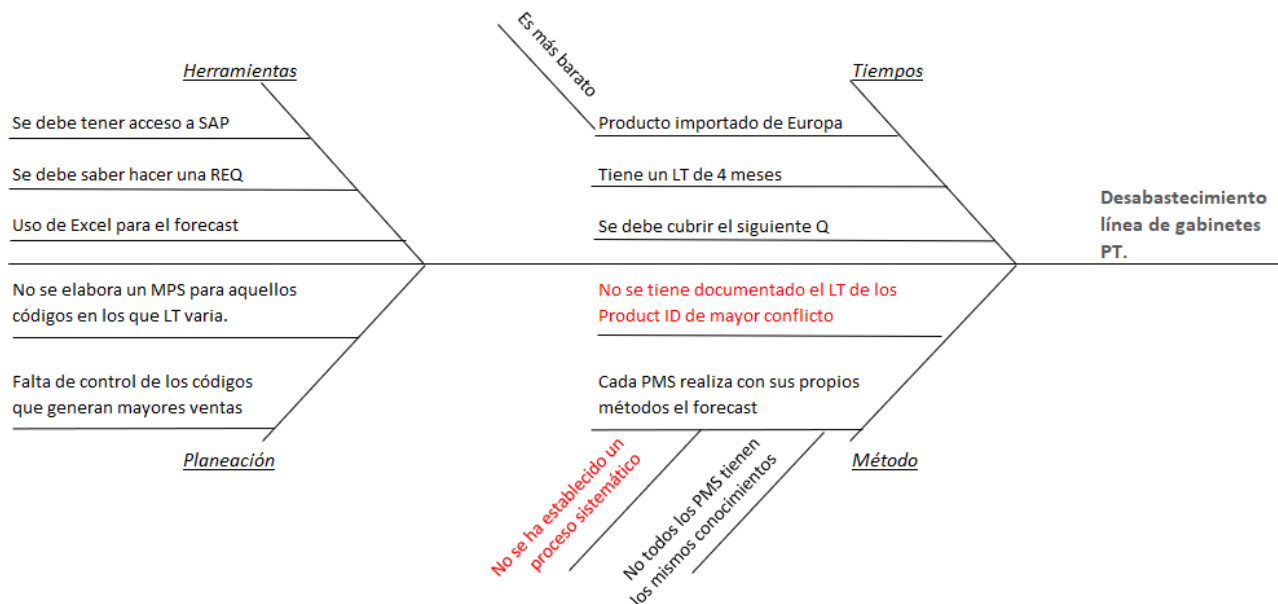 Es más barato
Herramientas
Tiempos
Se debe tener acceso a SAP
Producto importado de Europa
Se debe saber hacer una REQ
Tiene un LT de 4 meses
Uso de Excel para el forecast
Se debe cubrir el siguiente Q
Desabastecimiento
línea de gabinetes
PT.
No se elabora un MPS para aquellos
códigos en los que LT varia.
No se tiene documentado el LT de los
Product ID de mayor conflicto
Falta de control de los códigos
que generan mayores ventas
Cada PMS realiza con sus propios
métodos el forecast
Planeación
Método
No se ha establecido un
proceso sistemático
No todos los PMS tienen
los mismos conocimientos